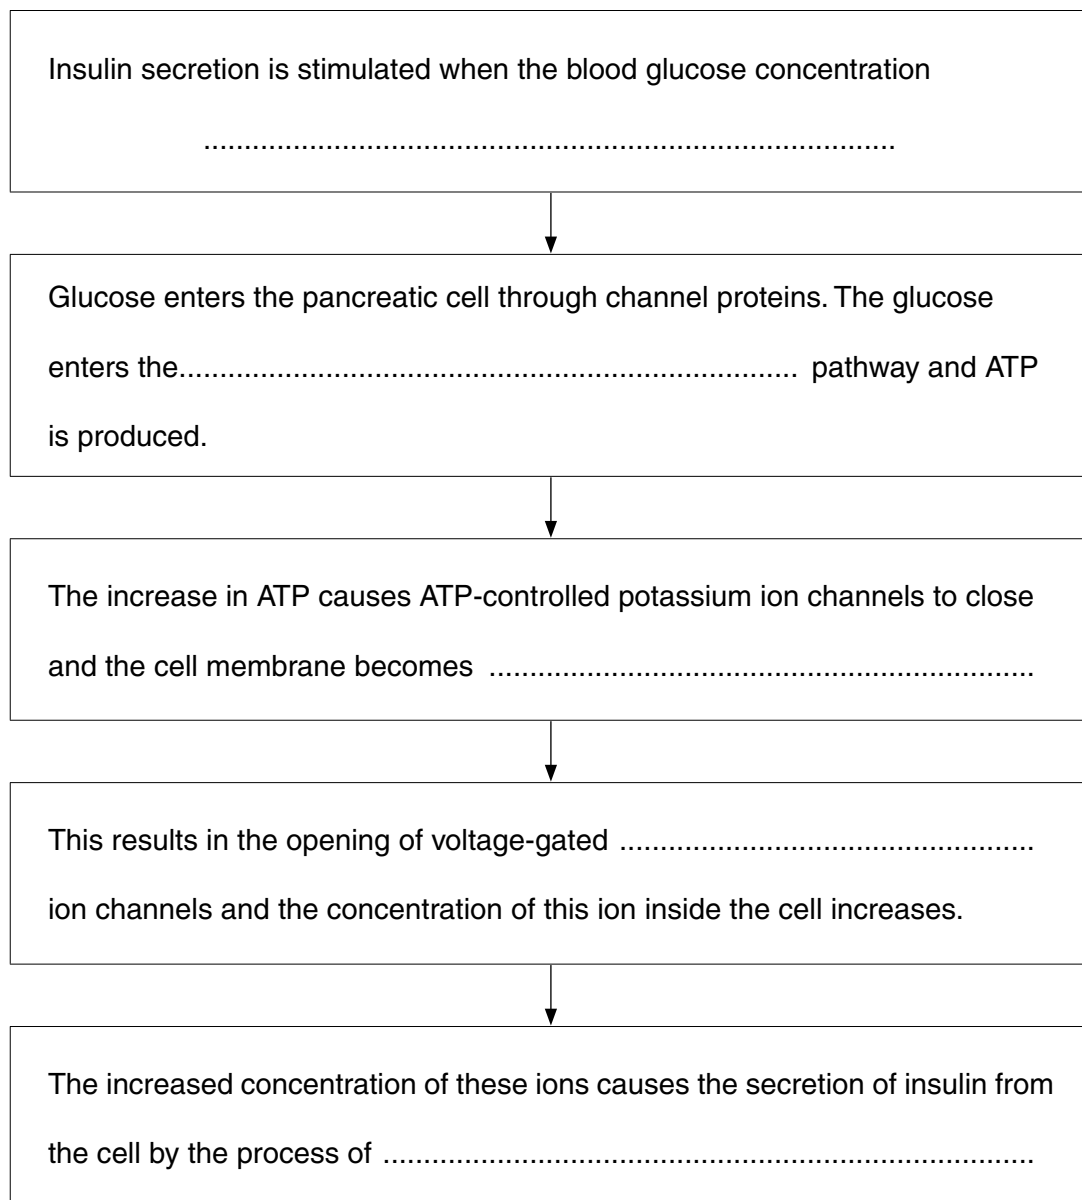 Insulin secretion is stimulated when the blood glucose concentration
.....................................................................................
Glucose enters the pancreatic cell through channel proteins. The glucose
enters the............................................................................ pathway and ATP
is produced.
The increase in ATP causes ATP-controlled potassium ion channels to close
and the cell membrane becomes ...................................................................
This results in the opening of voltage-gated ...................................................
ion channels and the concentration of this ion inside the cell increases.
The increased concentration of these ions causes the secretion of insulin from
the cell by the process of ................................................................................